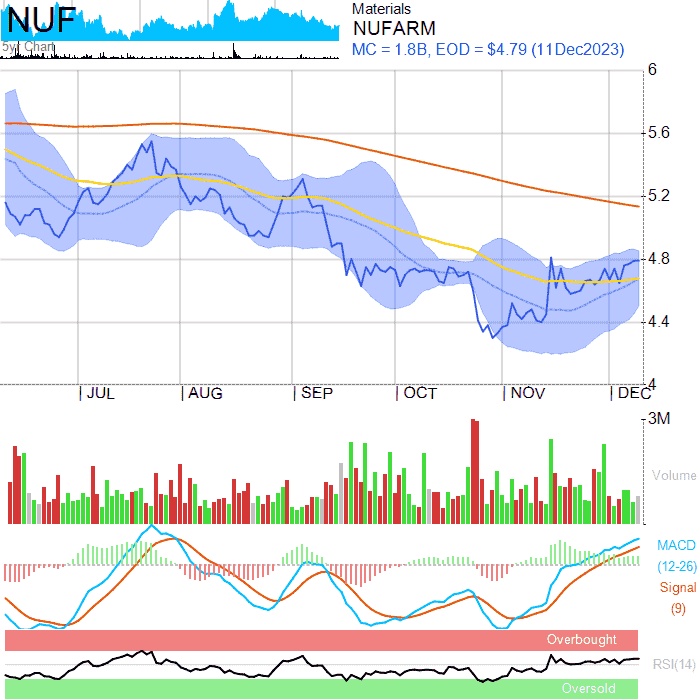 NUF
5yr Chart
Materials
NUFARM
MC = 1.8B, EOD = $4.79 (11Dec2023)
6
5.6
5.2
4.8
4.4
4
JUL AUG SEP OCT NOV DEC
3M
Volume
MACD
(12-26)
Signal
(9)
Overbought
RSI(14)
Oversold